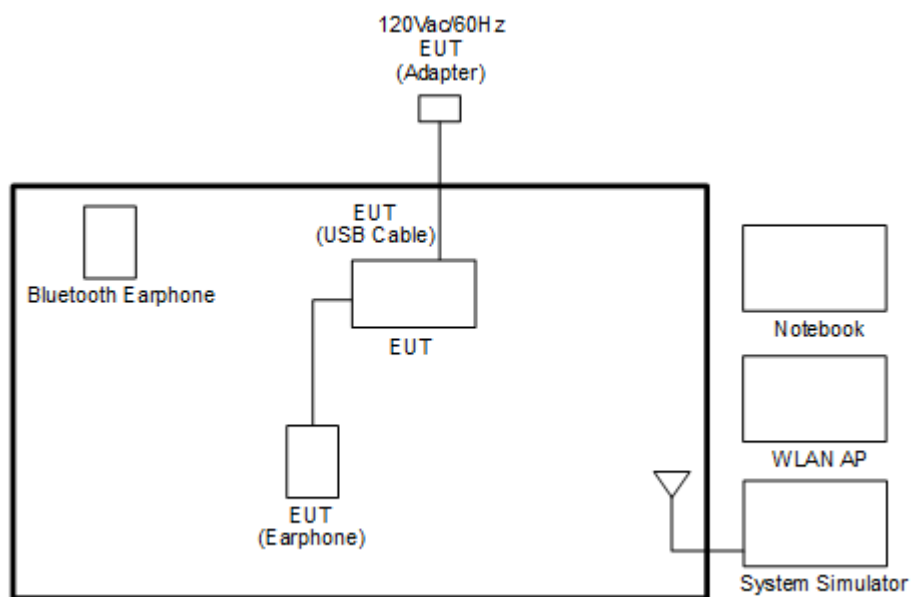 120Vac/60Hz
EUT
(Adapter)
EUT
(USB Cable)
Bluetooth Earphone
EUT
Notebook
WLAN AP
EUT
(Earphone)
System Simulator